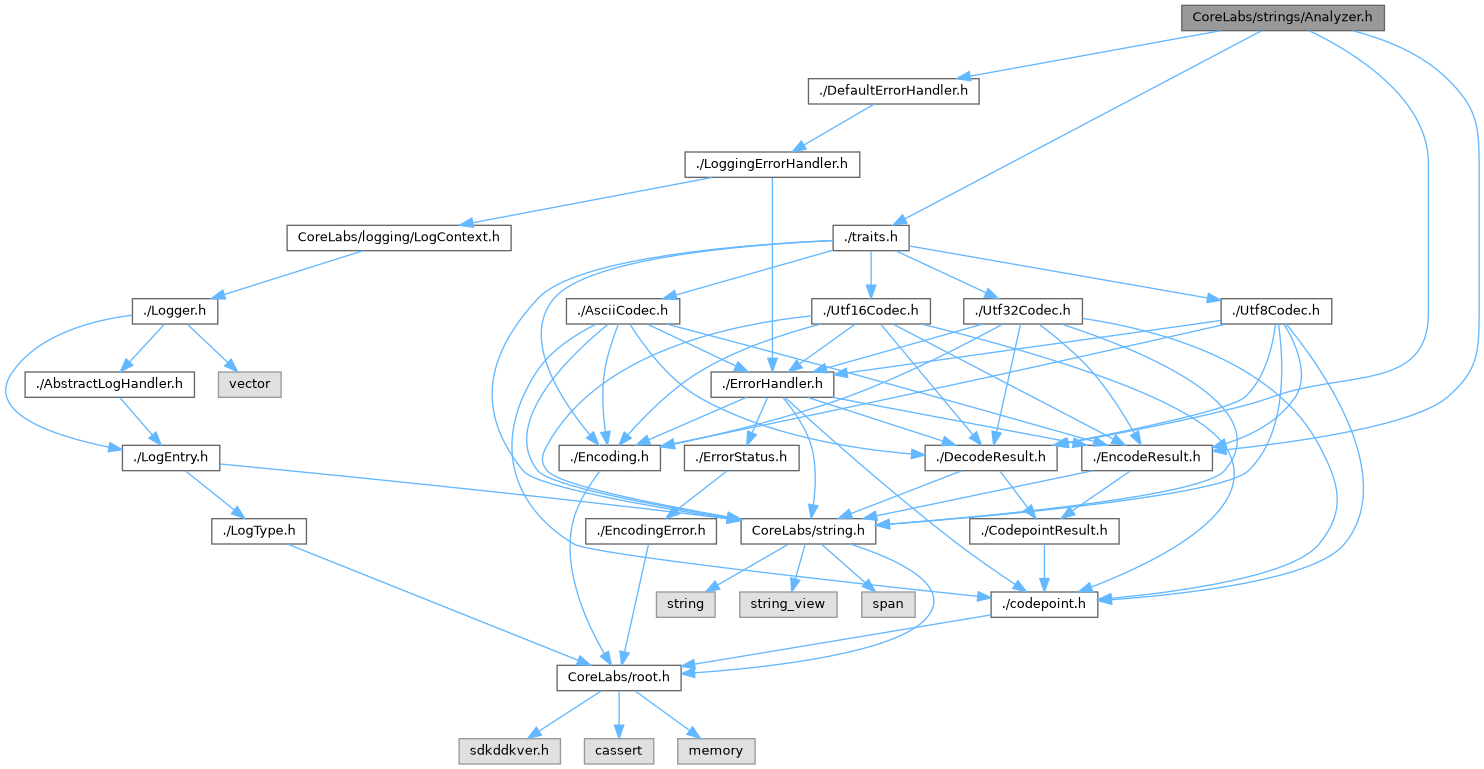 CoreLabs/strings/Analyzer.h
./DefaultErrorHandler.h
./LoggingErrorHandler.h
CoreLabs/logging/LogContext.h
./traits.h
./Logger.h
./AsciiCodec.h
./Utf16Codec.h
./Utf32Codec.h
./Utf8Codec.h
./AbstractLogHandler.h
vector
./ErrorHandler.h
./LogEntry.h
./Encoding.h
./ErrorStatus.h
./DecodeResult.h
./EncodeResult.h
./LogType.h
./EncodingError.h
CoreLabs/string.h
./CodepointResult.h
string
string_view
span
./codepoint.h
CoreLabs/root.h
sdkddkver.h
cassert
memory